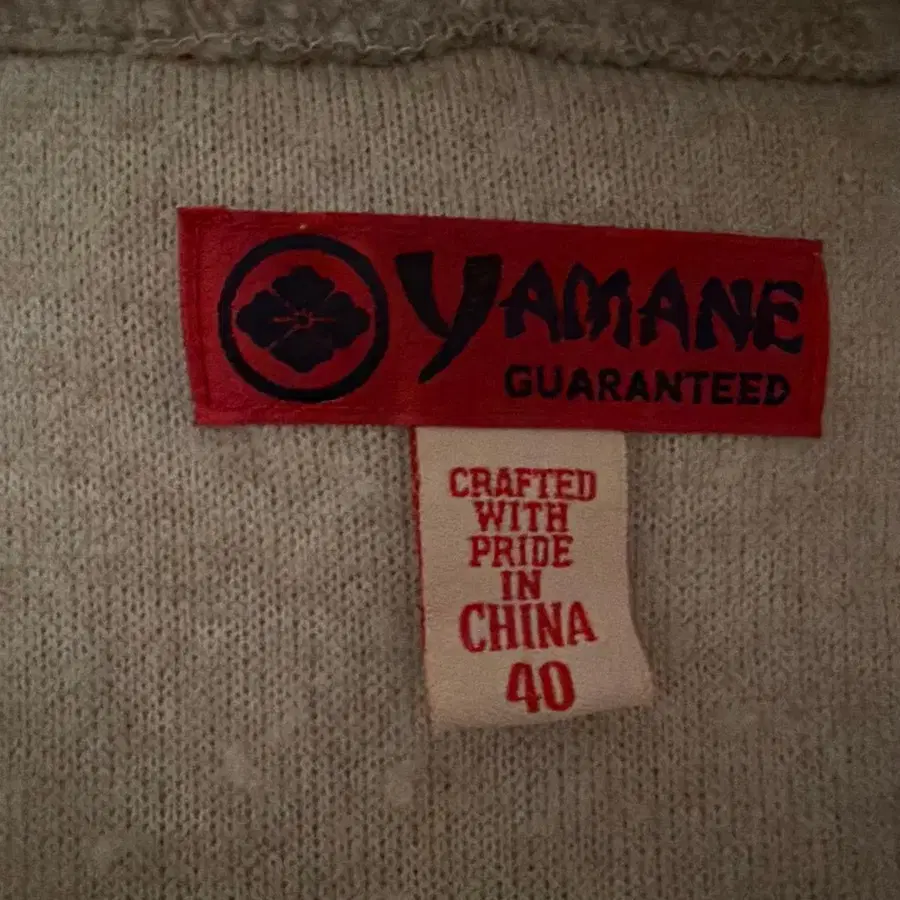 YAMANE
GUARANTEED
CRAFTED
WITH
PRIDE
IN
CHINA
40